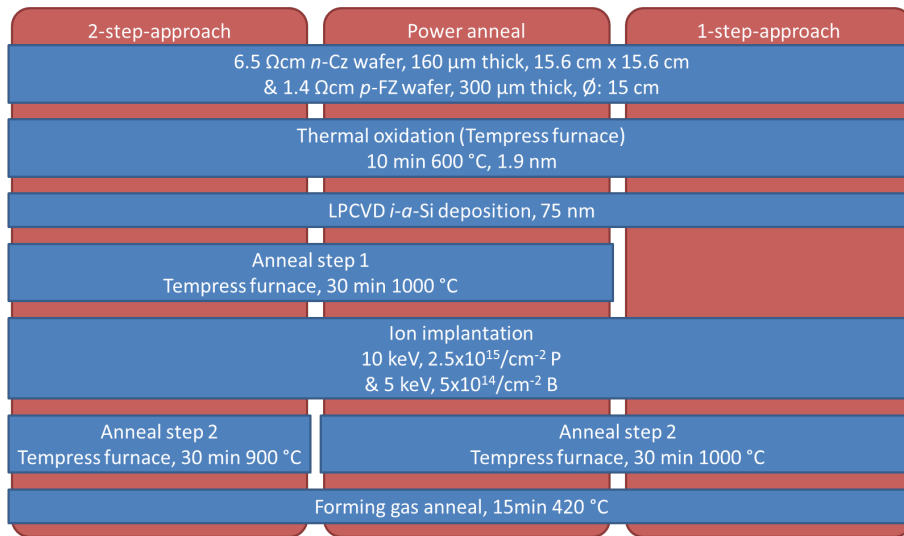 2-step-approach
Power anneal
1-step-approach
6.5 Ωcm n-Cz wafer, 160 µm thick, 15.6 cm x 15.6 cm
& 1.4 Ωcm p-FZ wafer, 300 µm thick, Ø: 15 cm
Thermal oxidation (Tempress furnace)
10 min 600 °C, 1.9 nm
LPCVD i-a-Si deposition, 75 nm
Anneal step 1
Tempress furnace, 30 min 1000 °C
Ion implantation
10 keV, 2.5x10¹⁵/cm⁻² P
& 5 keV, 5x10¹⁴/cm⁻² B
Anneal step 2
Tempress furnace, 30 min 900 °C
Anneal step 2
Tempress furnace, 30 min 1000 °C
Forming gas anneal, 15min 420 °C